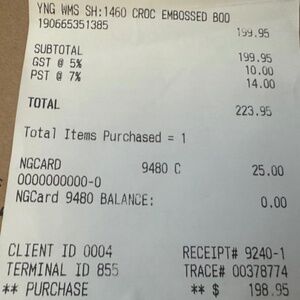 YNG WMS SH:1460 CROC EMBOSSED BOO
190665351385 199.95
SUBTOTAL 199.95
GST @ 5% 10.00
PST @ 7% 14.00
TOTAL 223.95
Total Items Purchased = 1
NGCARD 9480 C 25.00
0000000000-0
NGCard 9480 BALANCE: 0.00
CLIENT ID 0004 RECEIPT# 9240-1
TERMINAL ID 855 TRACE# 00378774
** PURCHASE ** $ 198.95